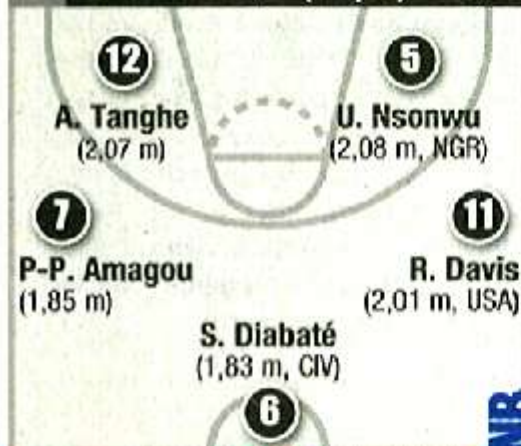 12
A. Tanghe
(2,07 m)
5
U. Nsonwu
(2,08 m, NGR)
7
P-P. Amagou
(1,85 m)
11
R. Davis
(2,01 m, USA)
S. Diabaté
(1,83 m, CIV)
6